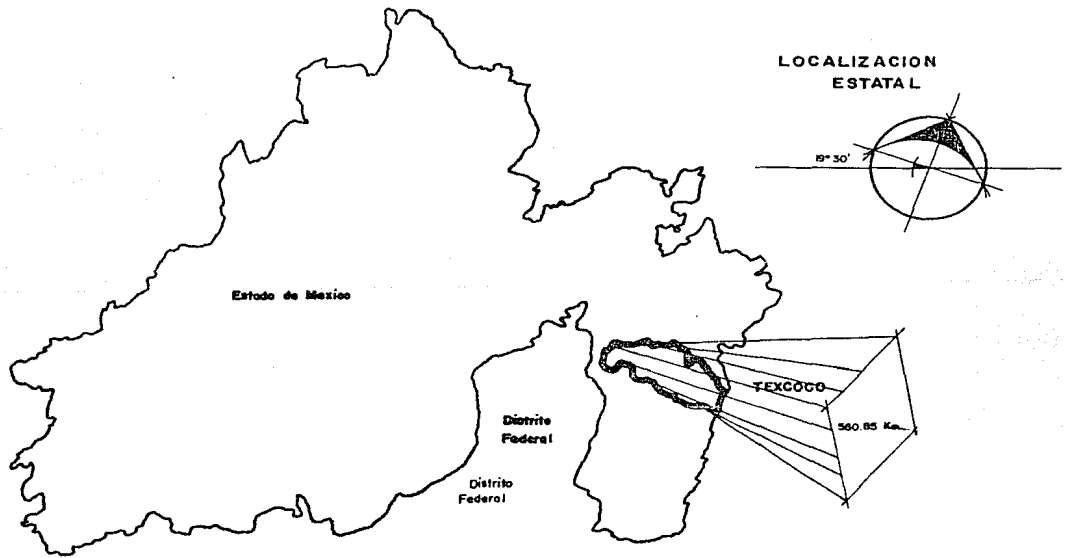 LOCALIZACION
ESTATAL
19° 30'
Estado de Mexico
TEXCOCO
560.85 Km.
Distrito
Federal
Distrito
Federal